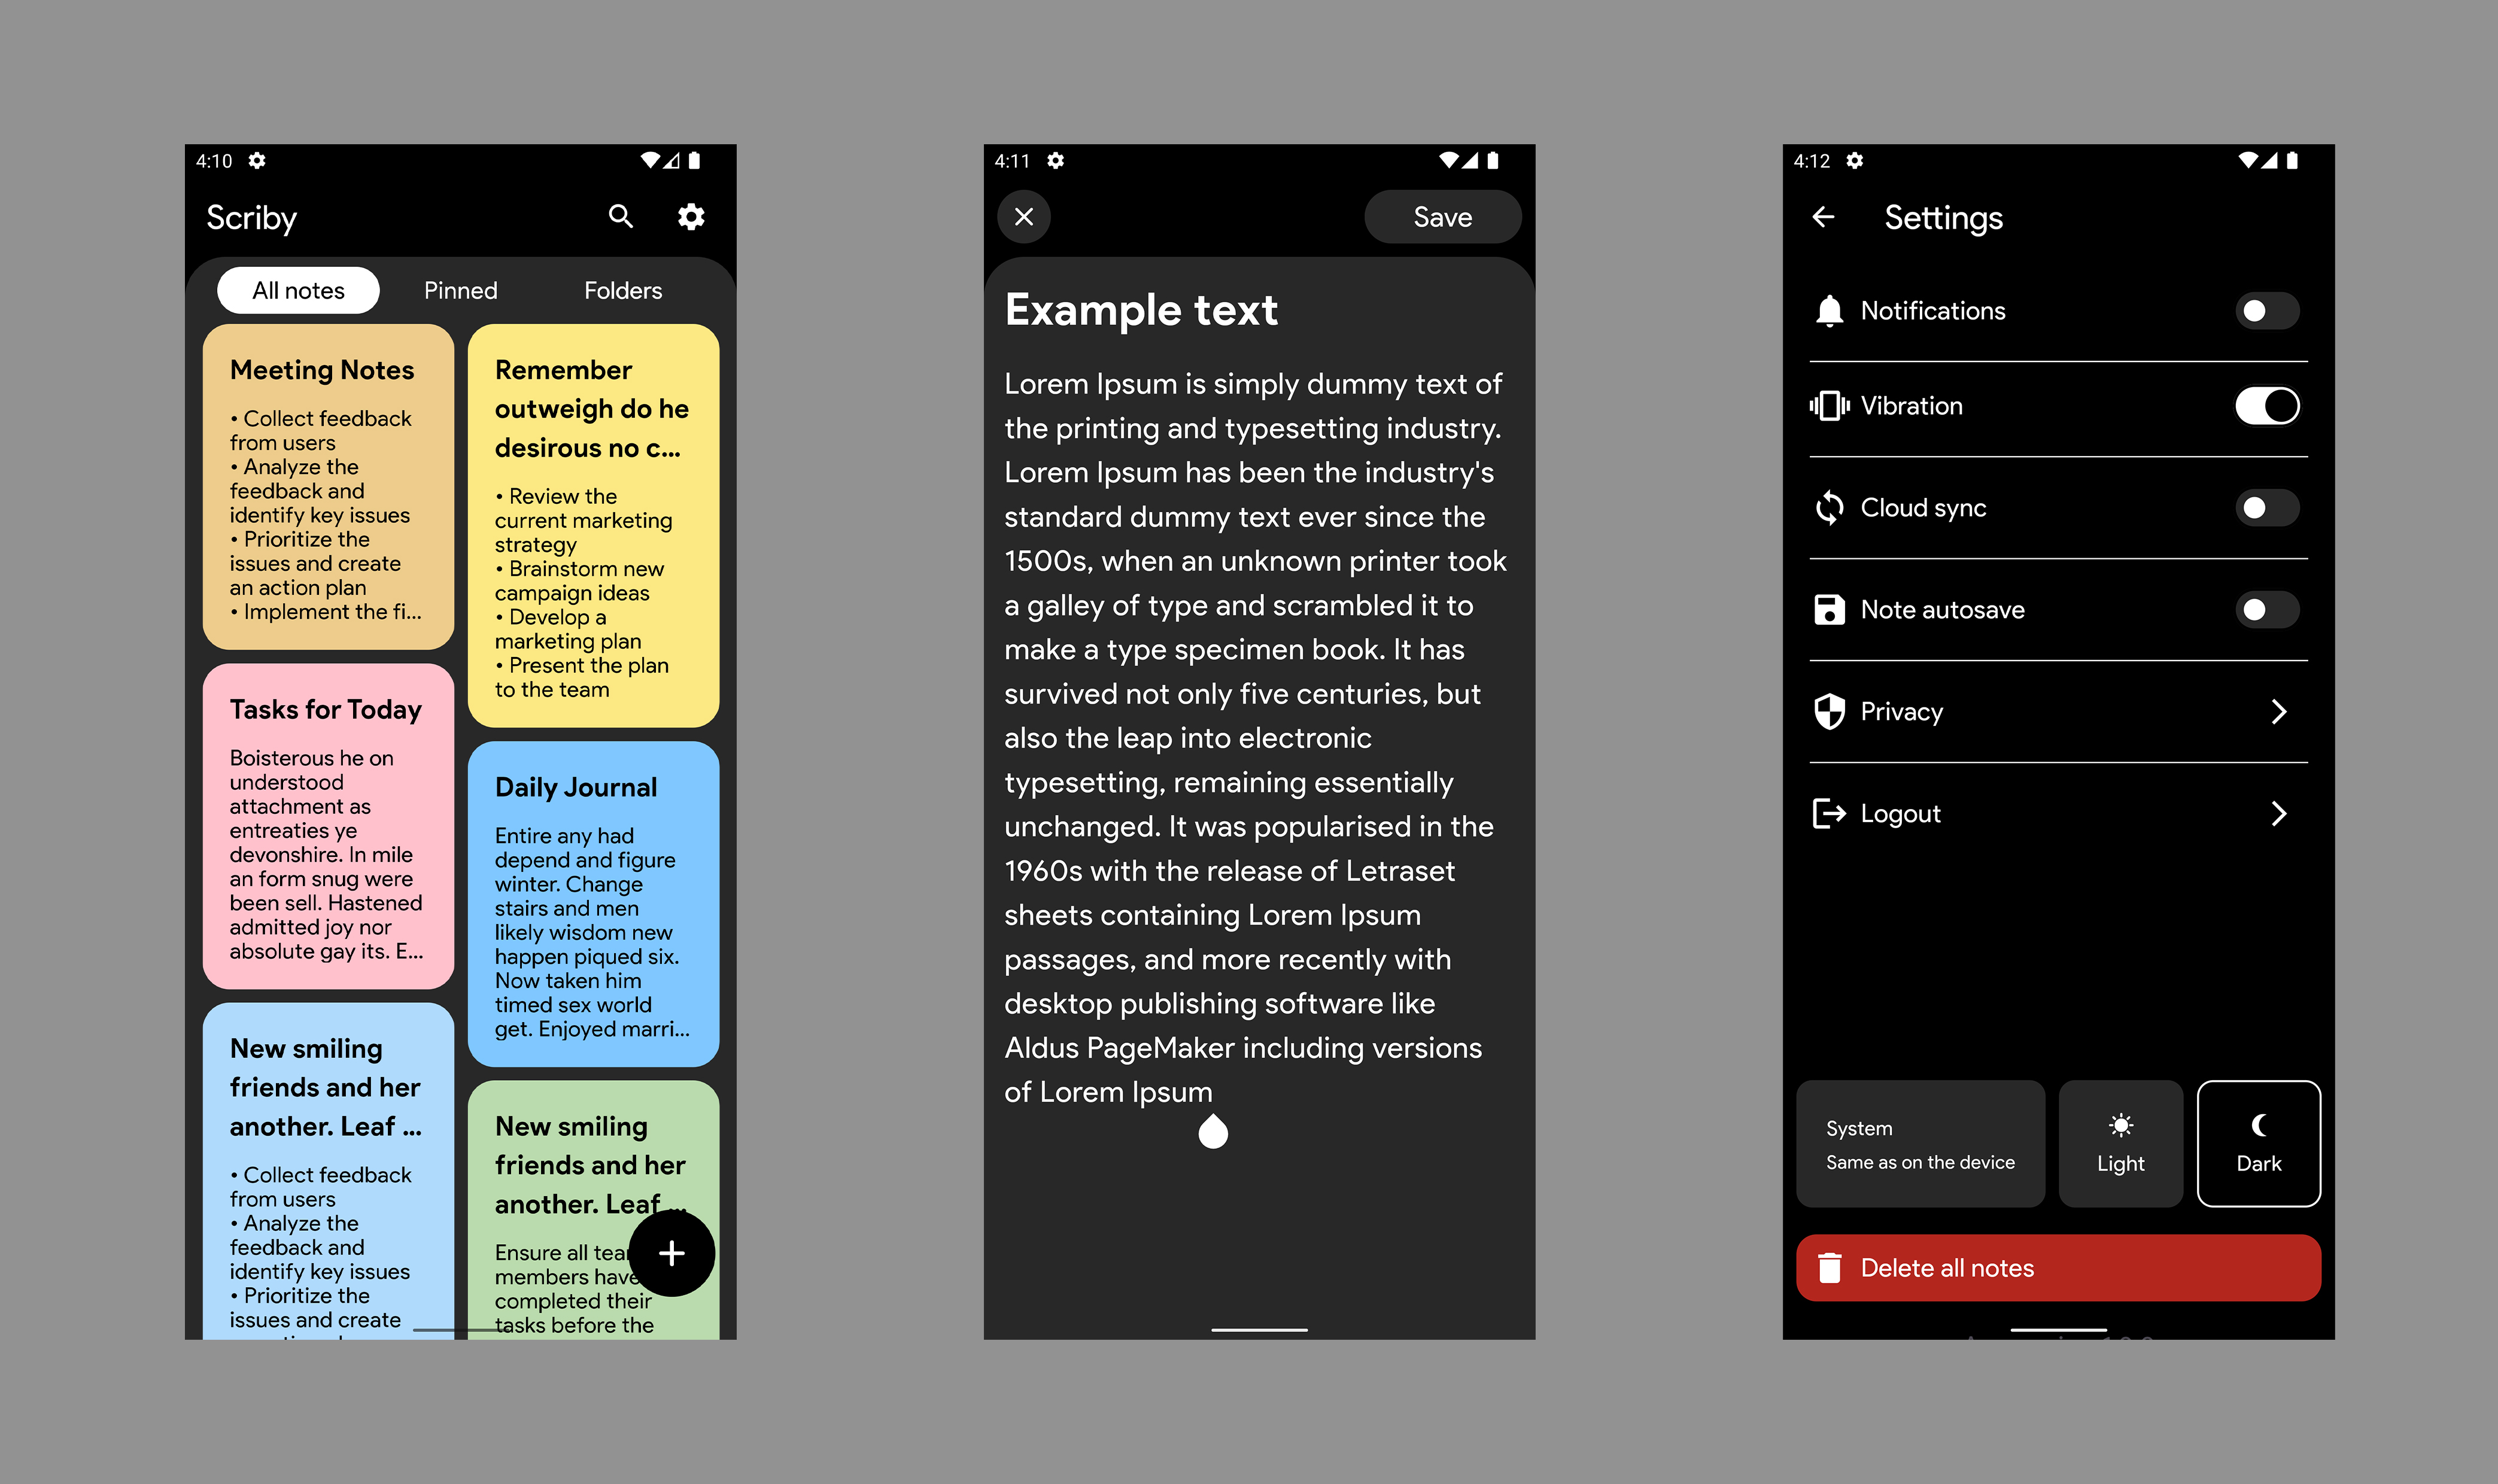 4:10
Scriby
All notes
Pinned
Folders
Meeting Notes
• Collect feedback
from users
• Analyze the
feedback and
identify key issues
• Prioritize the
issues and create
an action plan
• Implement the fi...
Tasks for Today
Boisterous he on
understood
attachment as
entreaties ye
devonshire. In mile
an form snug were
been sell. Hastened
admitted joy nor
absolute gay its. E...
New smiling
friends and her
another. Leaf ...
• Collect feedback
from users
• Analyze the
feedback and
identify key issues
• Prioritize the
issues and create
Remember
outweigh do he
desirous no c...
• Review the
current marketing
strategy
• Brainstorm new
campaign ideas
• Develop a
marketing plan
• Present the plan
to the team
Daily Journal
Entire any had
depend and figure
winter. Change
stairs and men
likely wisdom new
happen piqued six.
Now taken him
timed sex world
get. Enjoyed marri...
New smiling
friends and her
another. Leaf ...
Ensure all
members have
completed their
tasks before the
4:11
Save
Example text
Lorem Ipsum is simply dummy text of
the printing and typesetting industry.
Lorem Ipsum has been the industry's
standard dummy text ever since the
1500s, when an unknown printer took
a galley of type and scrambled it to
make a type specimen book. It has
survived not only five centuries, but
also the leap into electronic
typesetting, remaining essentially
unchanged. It was popularised in the
1960s with the release of Letraset
sheets containing Lorem Ipsum
passages, and more recently with
desktop publishing software like
Aldus PageMaker including versions
of Lorem Ipsum
4:12
Settings
Notifications
Vibration
Cloud sync
Note autosave
Privacy
Logout
System
Same as on the device
Light
Dark
Delete all notes